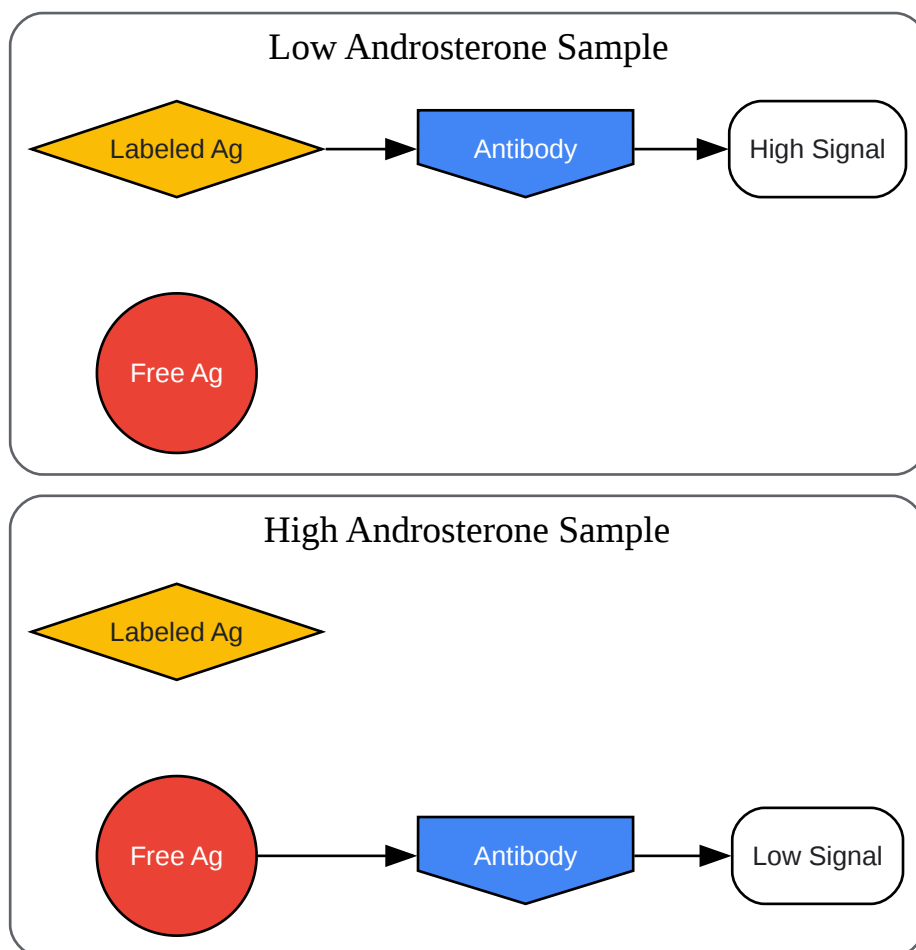 Low Androsterone Sample
Labeled Ag
Antibody
High Signal
Free Ag
High Androsterone Sample
Labeled Ag
Free Ag
Antibody
Low Signal